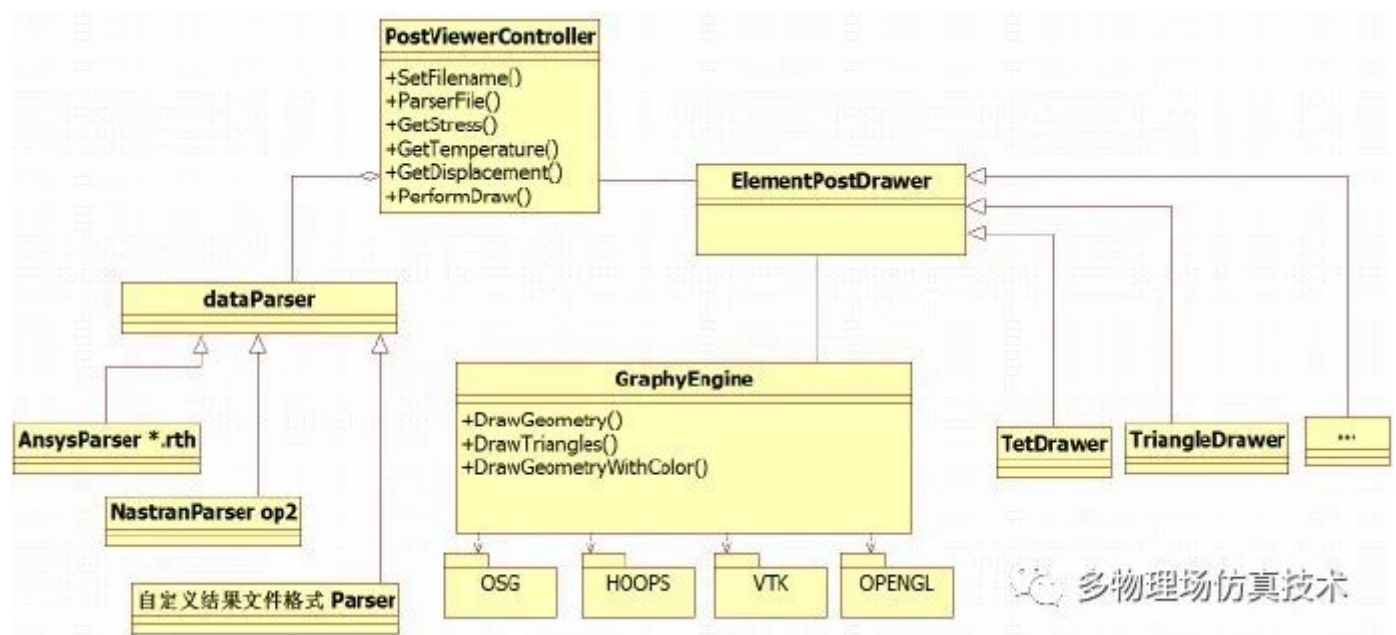 PostViewerController
+SetFilename()
+ParserFile()
+GetStress()
+GetTemperature()
+GetDisplacement()
+PerformDraw()
ElementPostDrawer
dataParser
GraphyEngine
+DrawGeometry()
+DrawTriangles()
+DrawGeometryWithColor()
AnsysParser *.rth
TetDrawer
TriangleDrawer
...
NastranParser op2
OSG
H0OPS
VTK
OPENGL
自定义结果文件格式 Parser
多物理场仿真技术